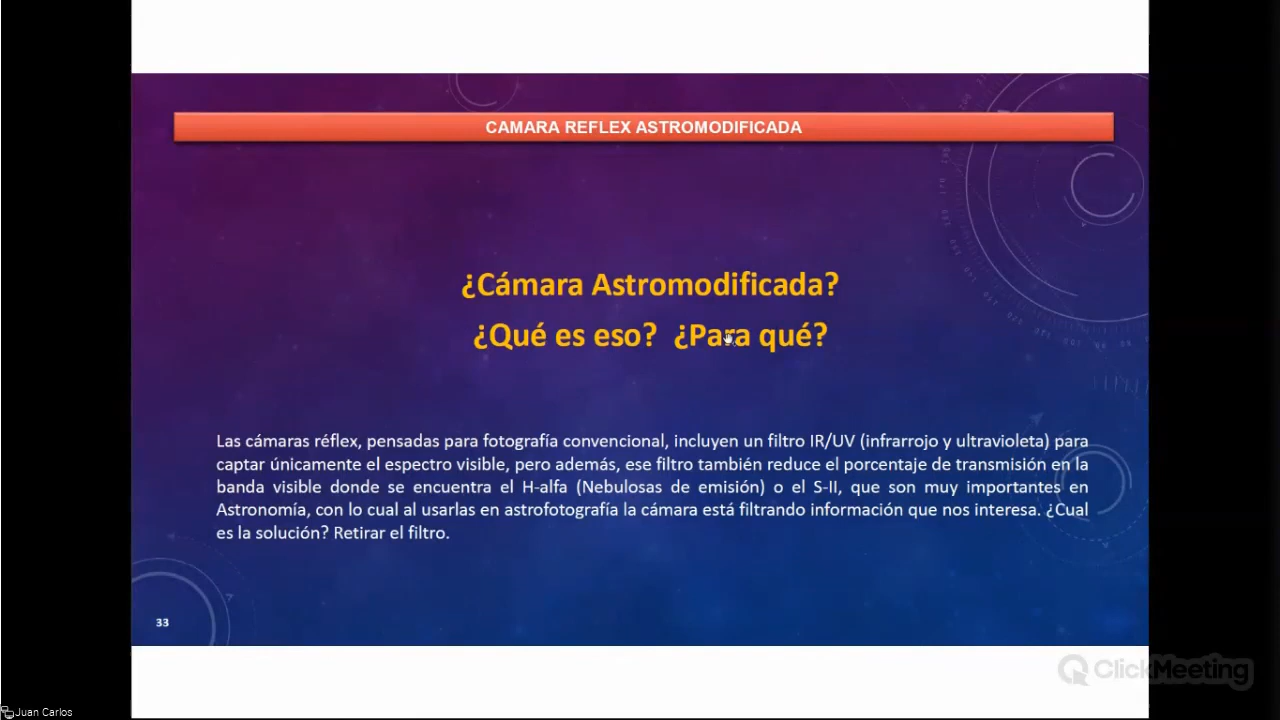 CAMARA REFLEX ASTROMODIFICADA
¿Cámara Astromodificada?
¿Qué es eso? ¿Para qué?
Las cámaras réflex, pensadas para fotografía convencional, incluyen un filtro IR/UV (infrarrojo y ultravioleta) para
captar únicamente el espectro visible, pero además, ese filtro también reduce el porcentaje de transmisión en la
banda visible donde se encuentra el H-alfa (Nebulosas de emisión) o el S-II, que son muy importantes en
Astronomía, con lo cual al usarlas en astrofotografía la cámara está filtrando información que nos interesa. ¿Cual
es la solución? Retirar el filtro.
33
ClickMeeting
Juan Carlos